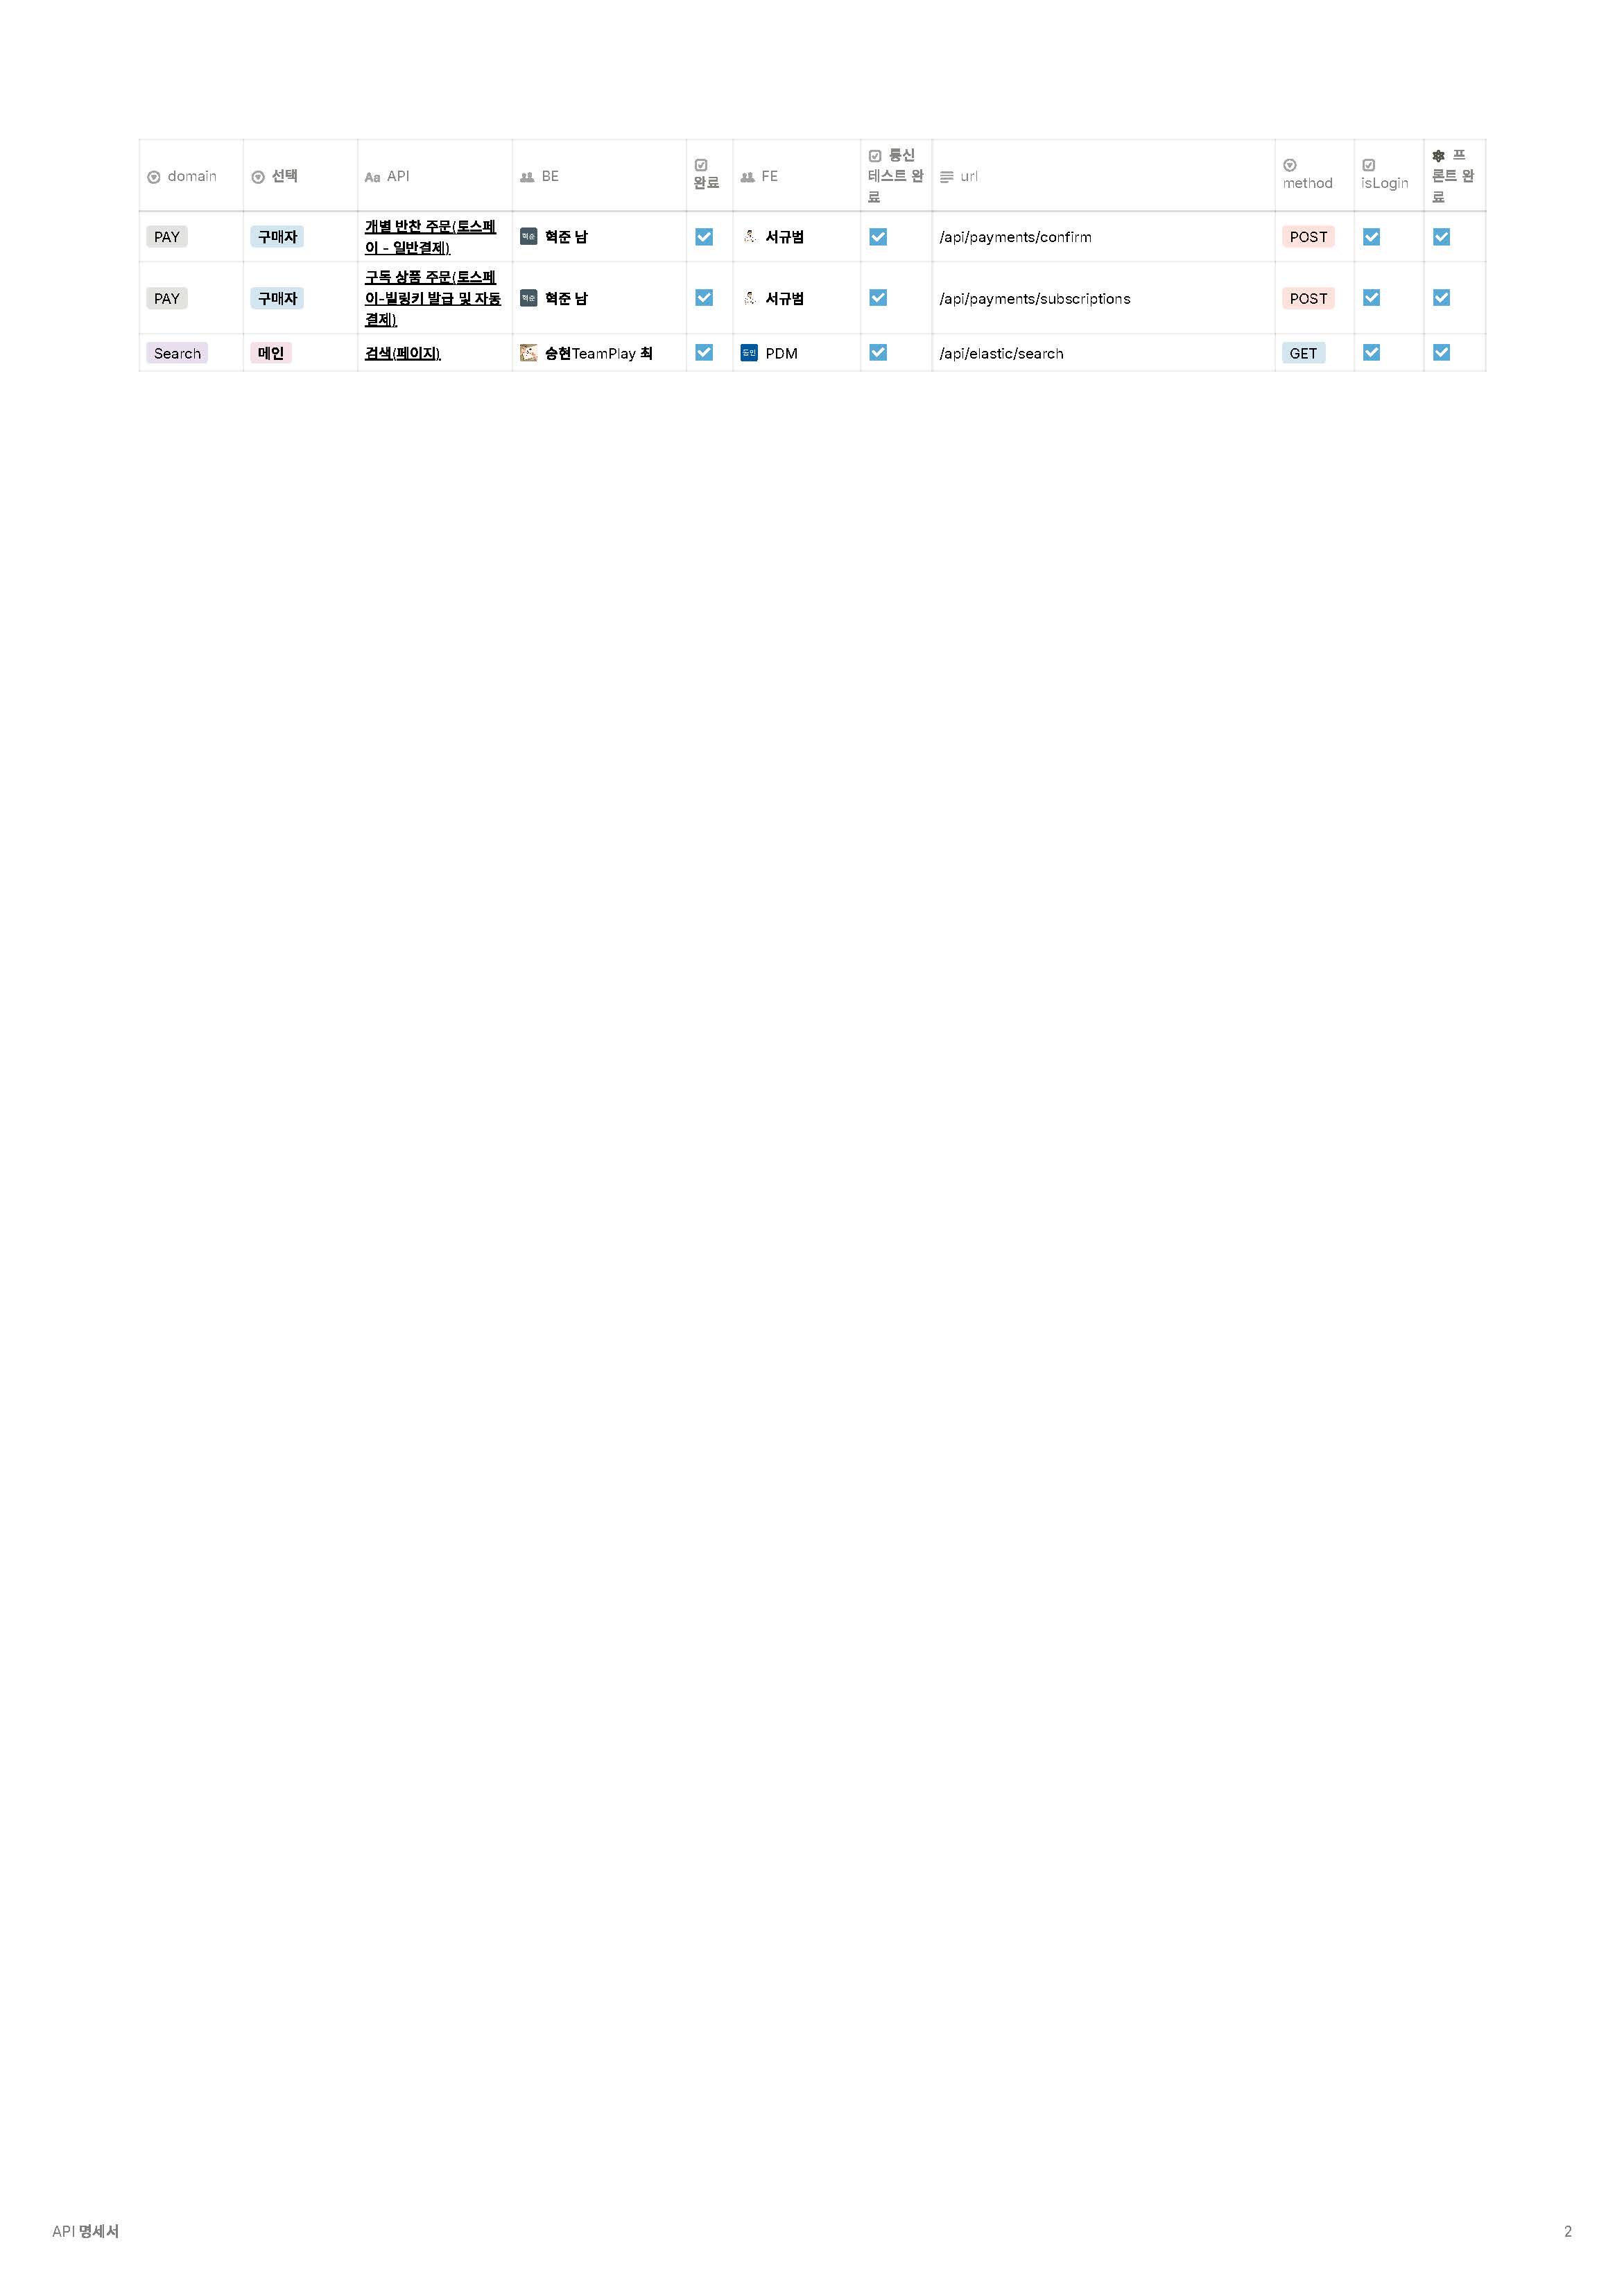 domain 선택 Aa API BE 완료 FE 통신 테스트 완료 url method isLogin 프론트 완료
PAY 구매자 개별 반찬 주문(토스페이 - 일반결제) 혁준 혁준 남 서규범 /api/payments/confirm POST
PAY 구매자 구독 상품 주문(토스페이-빌링키 발급 및 자동결제) 혁준 혁준 남 서규범 /api/payments/subscriptions POST
Search 메인 검색(페이지) 승현TeamPlay 최 PDM /api/elastic/search GET
API 명세서 2